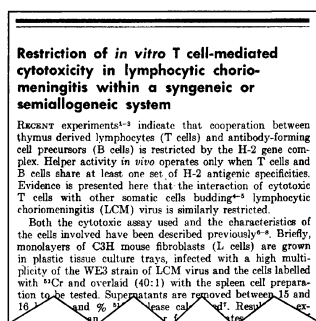 Restriction of in vitro T cell-mediated
cytotoxicity in lymphocytic chorio-
meningitis within a syngeneic or
semiallogeneic system
RECENT experiments¹⁻³ indicate that cooperation between
thymus derived lymphocytes (T cells) and antibody-forming
cell precursors (B cells) is restricted by the H-2 gene com-
plex. Helper activity in vivo operates only when T cells and
B cells share at least one set of H-2 antigenic specificities.
Evidence is presented here that the interaction of cytotoxic
T cells with other somatic cells budding⁴⁻⁵ lymphocytic
choriomeningitis (LCM) virus is similarly restricted.
Both the cytotoxic assay used and the characteristics of
the cells involved have been described previously⁶⁻⁸. Briefly,
monolayers of C3H mouse fibroblasts (L cells) are grown
in plastic tissue culture trays, infected with a high multi-
plicity of the WE3 strain of LCM virus and the cells labelled
with ⁵¹Cr and overlaid (40:1) with the spleen cell prepara-
tion to be tested. Supernatants are removed between 15 and
16 and %